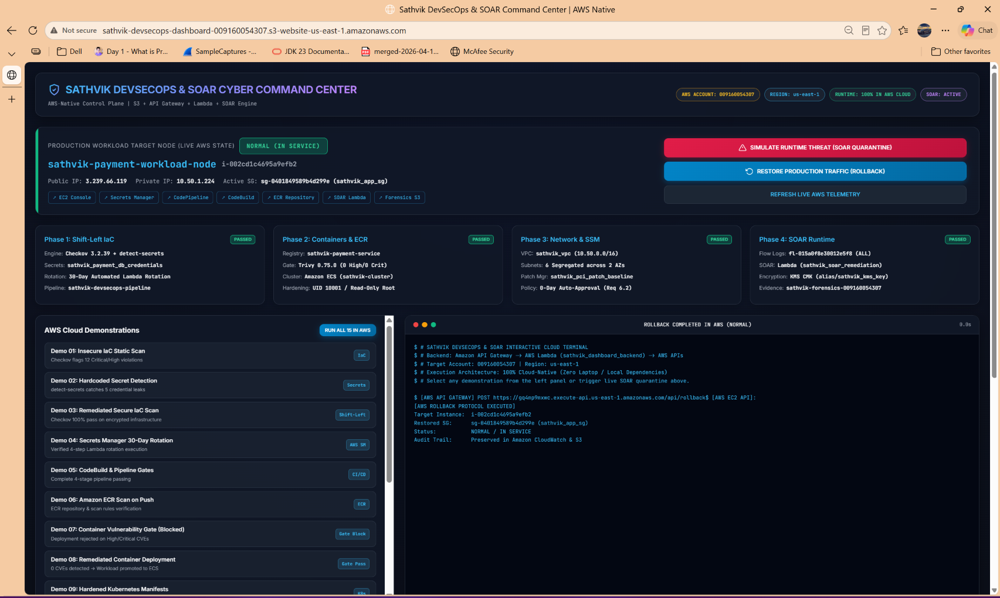 Sathvik DevSecOps & SOAR Command Center | AWS Native
Not secure sathvik-devsecops-dashboard-009160054307.s3-website-us-east-1.amazonaws.com
Chat
Dell
Day 1 - What is Pr...
SampleCaptures -...
JDK 23 Documenta...
merged-2026-04-1...
McAfee Security
Other favorites
SATHVIK DEVSECOPS & SOAR CYBER COMMAND CENTER
AWS-Native Control Plane | S3 + API Gateway + Lambda + SOAR Engine
AWS ACCOUNT: 009160054307
REGION: us-east-1
RUNTIME: 100% IN AWS CLOUD
SOAR: ACTIVE
PRODUCTION WORKLOAD TARGET NODE (LIVE AWS STATE) NORMAL (IN SERVICE)
sathvik-payment-workload-node i-002cd1c4695a9efb2
Public IP: 3.239.66.119 Private IP: 10.50.1.224 Active SG: sg-0401849589b4d299e (sathvik_app_sg)
↗ EC2 Console
↗ Secrets Manager
↗ CodePipeline
↗ CodeBuild
↗ ECR Repository
↗ SOAR Lambda
↗ Forensics S3
SIMULATE RUNTIME THREAT (SOAR QUARANTINE)
RESTORE PRODUCTION TRAFFIC (ROLLBACK)
REFRESH LIVE AWS TELEMETRY
Phase 1: Shift-Left IaC PASSED
Engine: Checkov 3.2.39 + detect-secrets
Secrets: sathvik_payment_db_credentials
Rotation: 30-Day Automated Lambda Rotation
Pipeline: sathvik-devsecops-pipeline
Phase 2: Containers & ECR PASSED
Registry: sathvik-payment-service
Gate: Trivy 0.75.0 (0 High/0 Crit)
Cluster: Amazon ECS (sathvik-cluster)
Hardening: UID 10001 / Read-Only Root
Phase 3: Network & SSM PASSED
VPC: sathvik_vpc (10.50.0.0/16)
Subnets: 6 Segregated across 2 AZs
Patch Mgr: sathvik_pci_patch_baseline
Policy: 0-Day Auto-Approval (Req 6.2)
Phase 4: SOAR Runtime PASSED
Flow Logs: fl-015a0f8e30012e5f8 (ALL)
SOAR: Lambda (sathvik_soar_remediation)
Encryption: KMS CMK (alias/sathvik_kms_key)
Evidence: sathvik-forensics-009160054307
AWS Cloud Demonstrations RUN ALL 15 IN AWS
Demo 01: Insecure IaC Static Scan
Checkov flags 12 Critical/High violations
IaC
Demo 02: Hardcoded Secret Detection
detect-secrets catches 5 credential leaks
Secrets
Demo 03: Remediated Secure IaC Scan
Checkov 100% pass on encrypted infrastructure
Shift-Left
Demo 04: Secrets Manager 30-Day Rotation
Verified 4-step Lambda rotation execution
AWS SM
Demo 05: CodeBuild & Pipeline Gates
Complete 4-stage pipeline passing
CI/CD
Demo 06: Amazon ECR Scan on Push
ECR repository & scan rules verification
ECR
Demo 07: Container Vulnerability Gate (Blocked)
Deployment rejected on High/Critical CVEs
Gate Block
Demo 08: Remediated Container Deployment
0 CVEs detected → Workload promoted to ECS
Gate Pass
Demo 09: Hardened Kubernetes Manifests
K8s
ROLLBACK COMPLETED IN AWS (NORMAL) 0.0s
$ # SATHVIK DEVSECOPS & SOAR INTERACTIVE CLOUD TERMINAL
$ # Backend: Amazon API Gateway → AWS Lambda (sathvik_dashboard_backend) → AWS APIs
$ # Target Account: 009160054307 | Region: us-east-1
$ # Execution Architecture: 100% Cloud-Native (Zero Laptop / Local Dependencies)
$ # Select any demonstration from the left panel or trigger live SOAR quarantine above.
$ [AWS API GATEWAY] POST https://gq4mp9mxwc.execute-api.us-east-1.amazonaws.com/api/rollback$ [AWS EC2 API]:
[AWS ROLLBACK PROTOCOL EXECUTED]
Target Instance: i-002cd1c4695a9efb2
Restored SG: sg-0401849589b4d299e (sathvik_app_sg)
Status: NORMAL / IN SERVICE
Audit Trail: Preserved in Amazon CloudWatch & S3